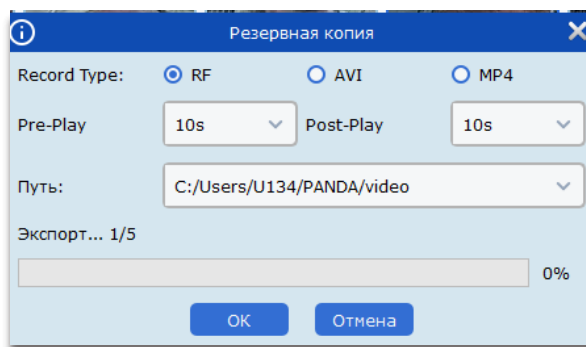 Резервная копия
Record Type: RF AVI MP4
Pre-Play 10s Post-Play 10s
Путь: C:/Users/U134/PANDA/video
Экспорт... 1/5
0%
OK Отмена